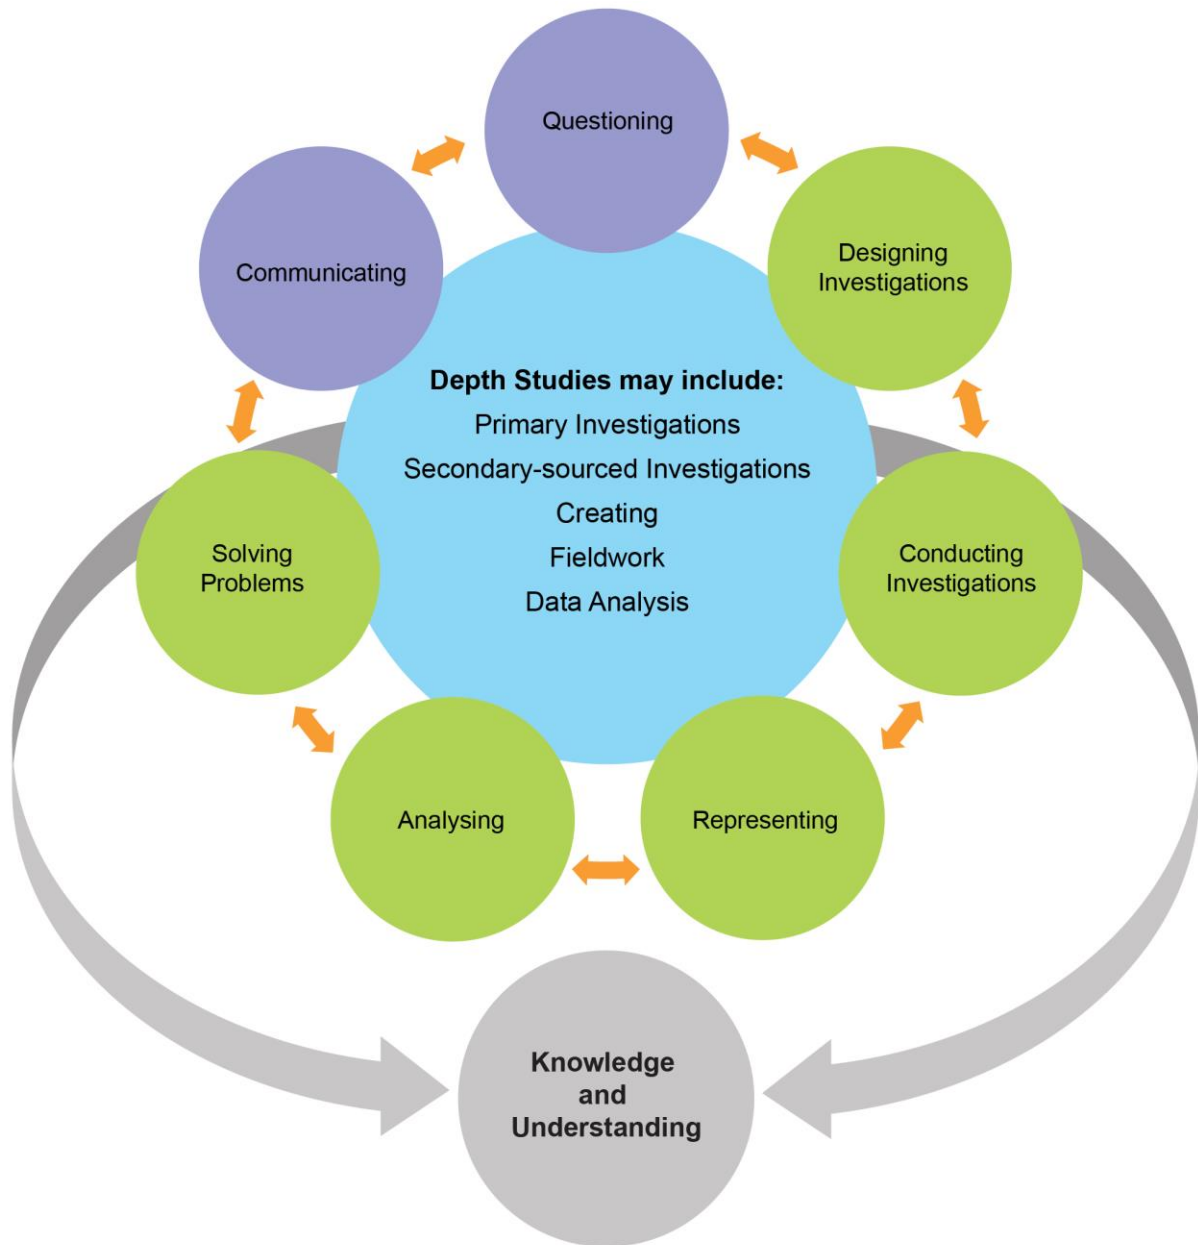 Questioning
Communicating
Designing
Investigations
Depth Studies may include:
Primary Investigations
Secondary-sourced Investigations
Creating
Fieldwork
Data Analysis
Solving
Problems
Conducting
Investigations
Analysing
Representing
Knowledge
and
Understanding